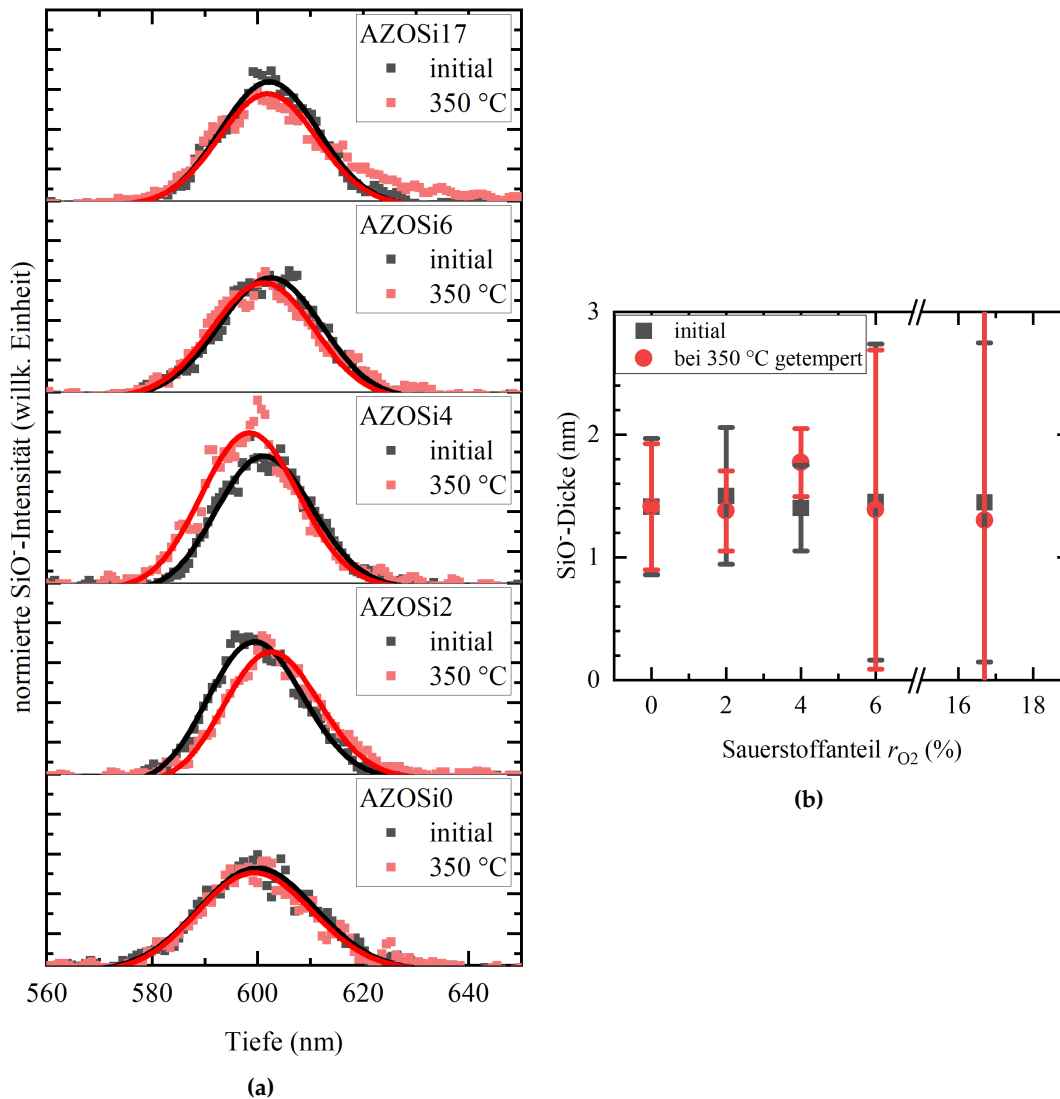 normierte SiO⁻-Intensität (willk. Einheit)
AZOSi17
initial
350 °C
AZOSi6
initial
350 °C
AZOSi4
initial
350 °C
AZOSi2
initial
350 °C
AZOSi0
initial
350 °C
560 580 600 620 640
Tiefe (nm)
(a)
SiO⁻-Dicke (nm)
3
2
1
0
initial
bei 350 °C getempert
0 2 4 6 16 18
Sauerstoffanteil r_O2 (%)
(b)